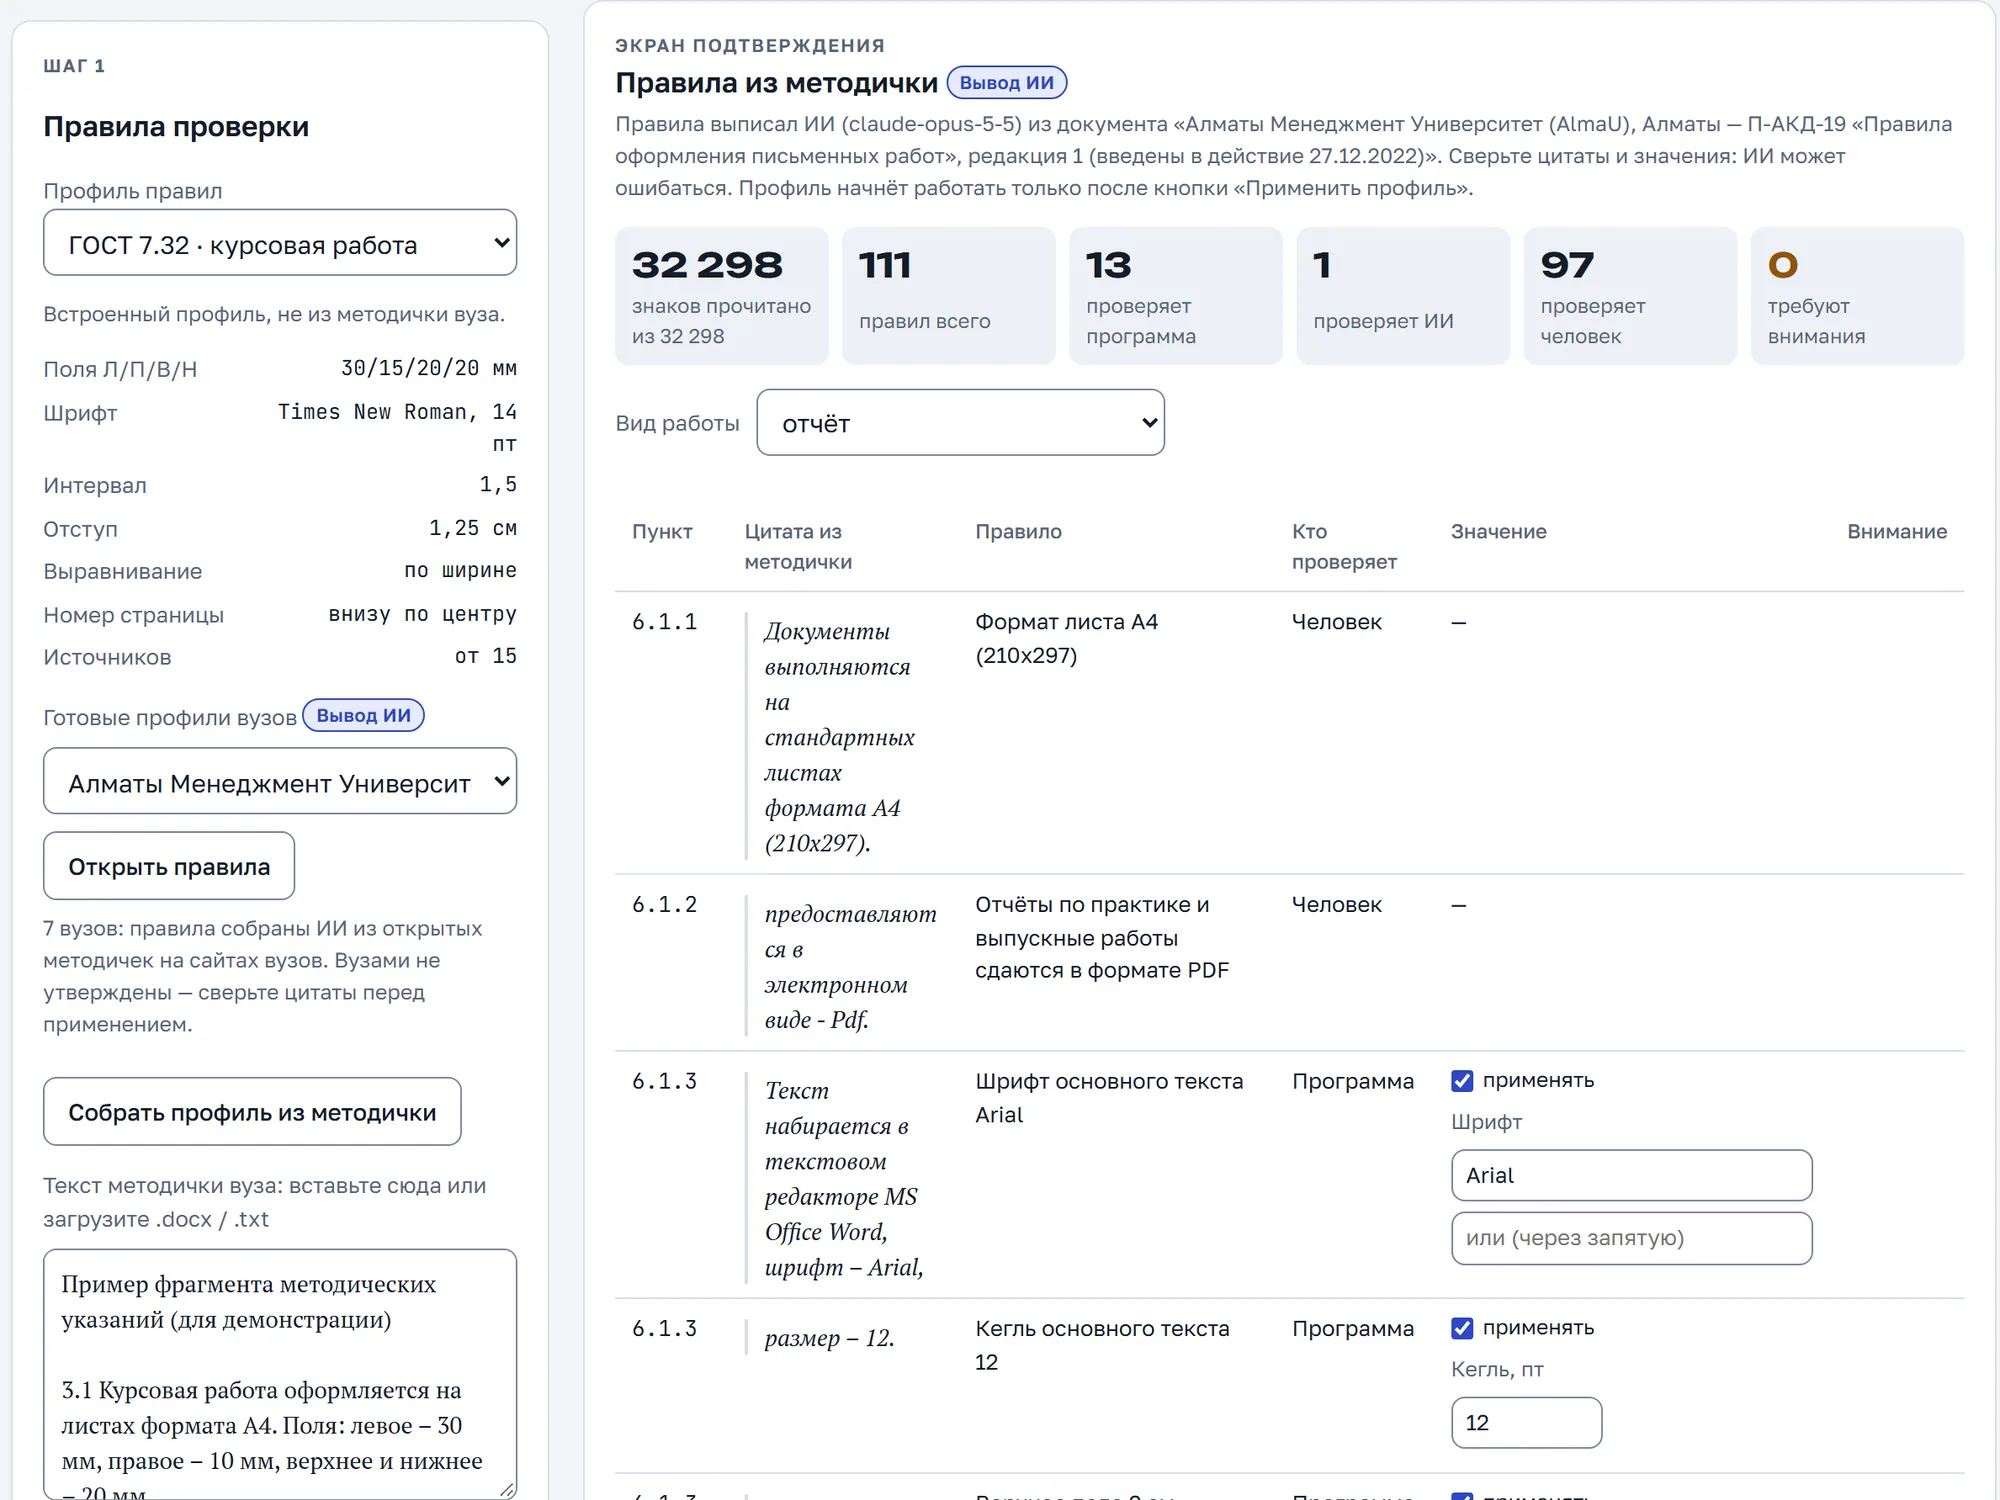 ШАГ 1
Правила проверки
Профиль правил
ГОСТ 7.32 · курсовая работа
Встроенный профиль, не из методички вуза.
Поля Л/П/В/Н 30/15/20/20 мм
Шрифт Times New Roman, 14
пт
Интервал 1,5
Отступ 1,25 см
Выравнивание по ширине
Номер страницы внизу по центру
Источников от 15
Готовые профили вузов Вывод ИИ
Алматы Менеджмент Университ
Открыть правила
7 вузов: правила собраны ИИ из открытых
методичек на сайтах вузов. Вузами не
утверждены — сверьте цитаты перед
применением.
Собрать профиль из методички
Текст методички вуза: вставьте сюда или
загрузите .docx / .txt
Пример фрагмента методических
указаний (для демонстрации)
3.1 Курсовая работа оформляется на
листах формата А4. Поля: левое – 30
мм, правое – 10 мм, верхнее и нижнее
– 20 мм
ЭКРАН ПОДТВЕРЖДЕНИЯ
Правила из методички Вывод ИИ
Правила выписал ИИ (claude-opus-5-5) из документа «Алматы Менеджмент Университет (AlmaU), Алматы — П-АКД-19 «Правила
оформления письменных работ», редакция 1 (введены в действие 27.12.2022)». Сверьте цитаты и значения: ИИ может
ошибаться. Профиль начнёт работать только после кнопки «Применить профиль».
32 298
знаков прочитано
из 32 298
111
правил всего
13
проверяет
программа
1
проверяет ИИ
97
проверяет
человек
0
требуют
внимания
Вид работы отчёт
Пункт
Цитата из
методички
Правило
Кто
проверяет
Значение
Внимание
6.1.1
Документы
выполняются
на
стандартных
листах
формата А4
(210х297).
Формат листа А4
(210х297)
Человек
—
6.1.2
предоставляют
ся в
электронном
виде - Pdf.
Отчёты по практике и
выпускные работы
сдаются в формате PDF
Человек
—
6.1.3
Текст
набирается в
текстовом
редакторе MS
Office Word,
шрифт – Arial,
Шрифт основного текста
Arial
Программа
применять
Шрифт
Arial
или (через запятую)
6.1.3
размер – 12.
Кегль основного текста
12
Программа
применять
Кегль, пт
12